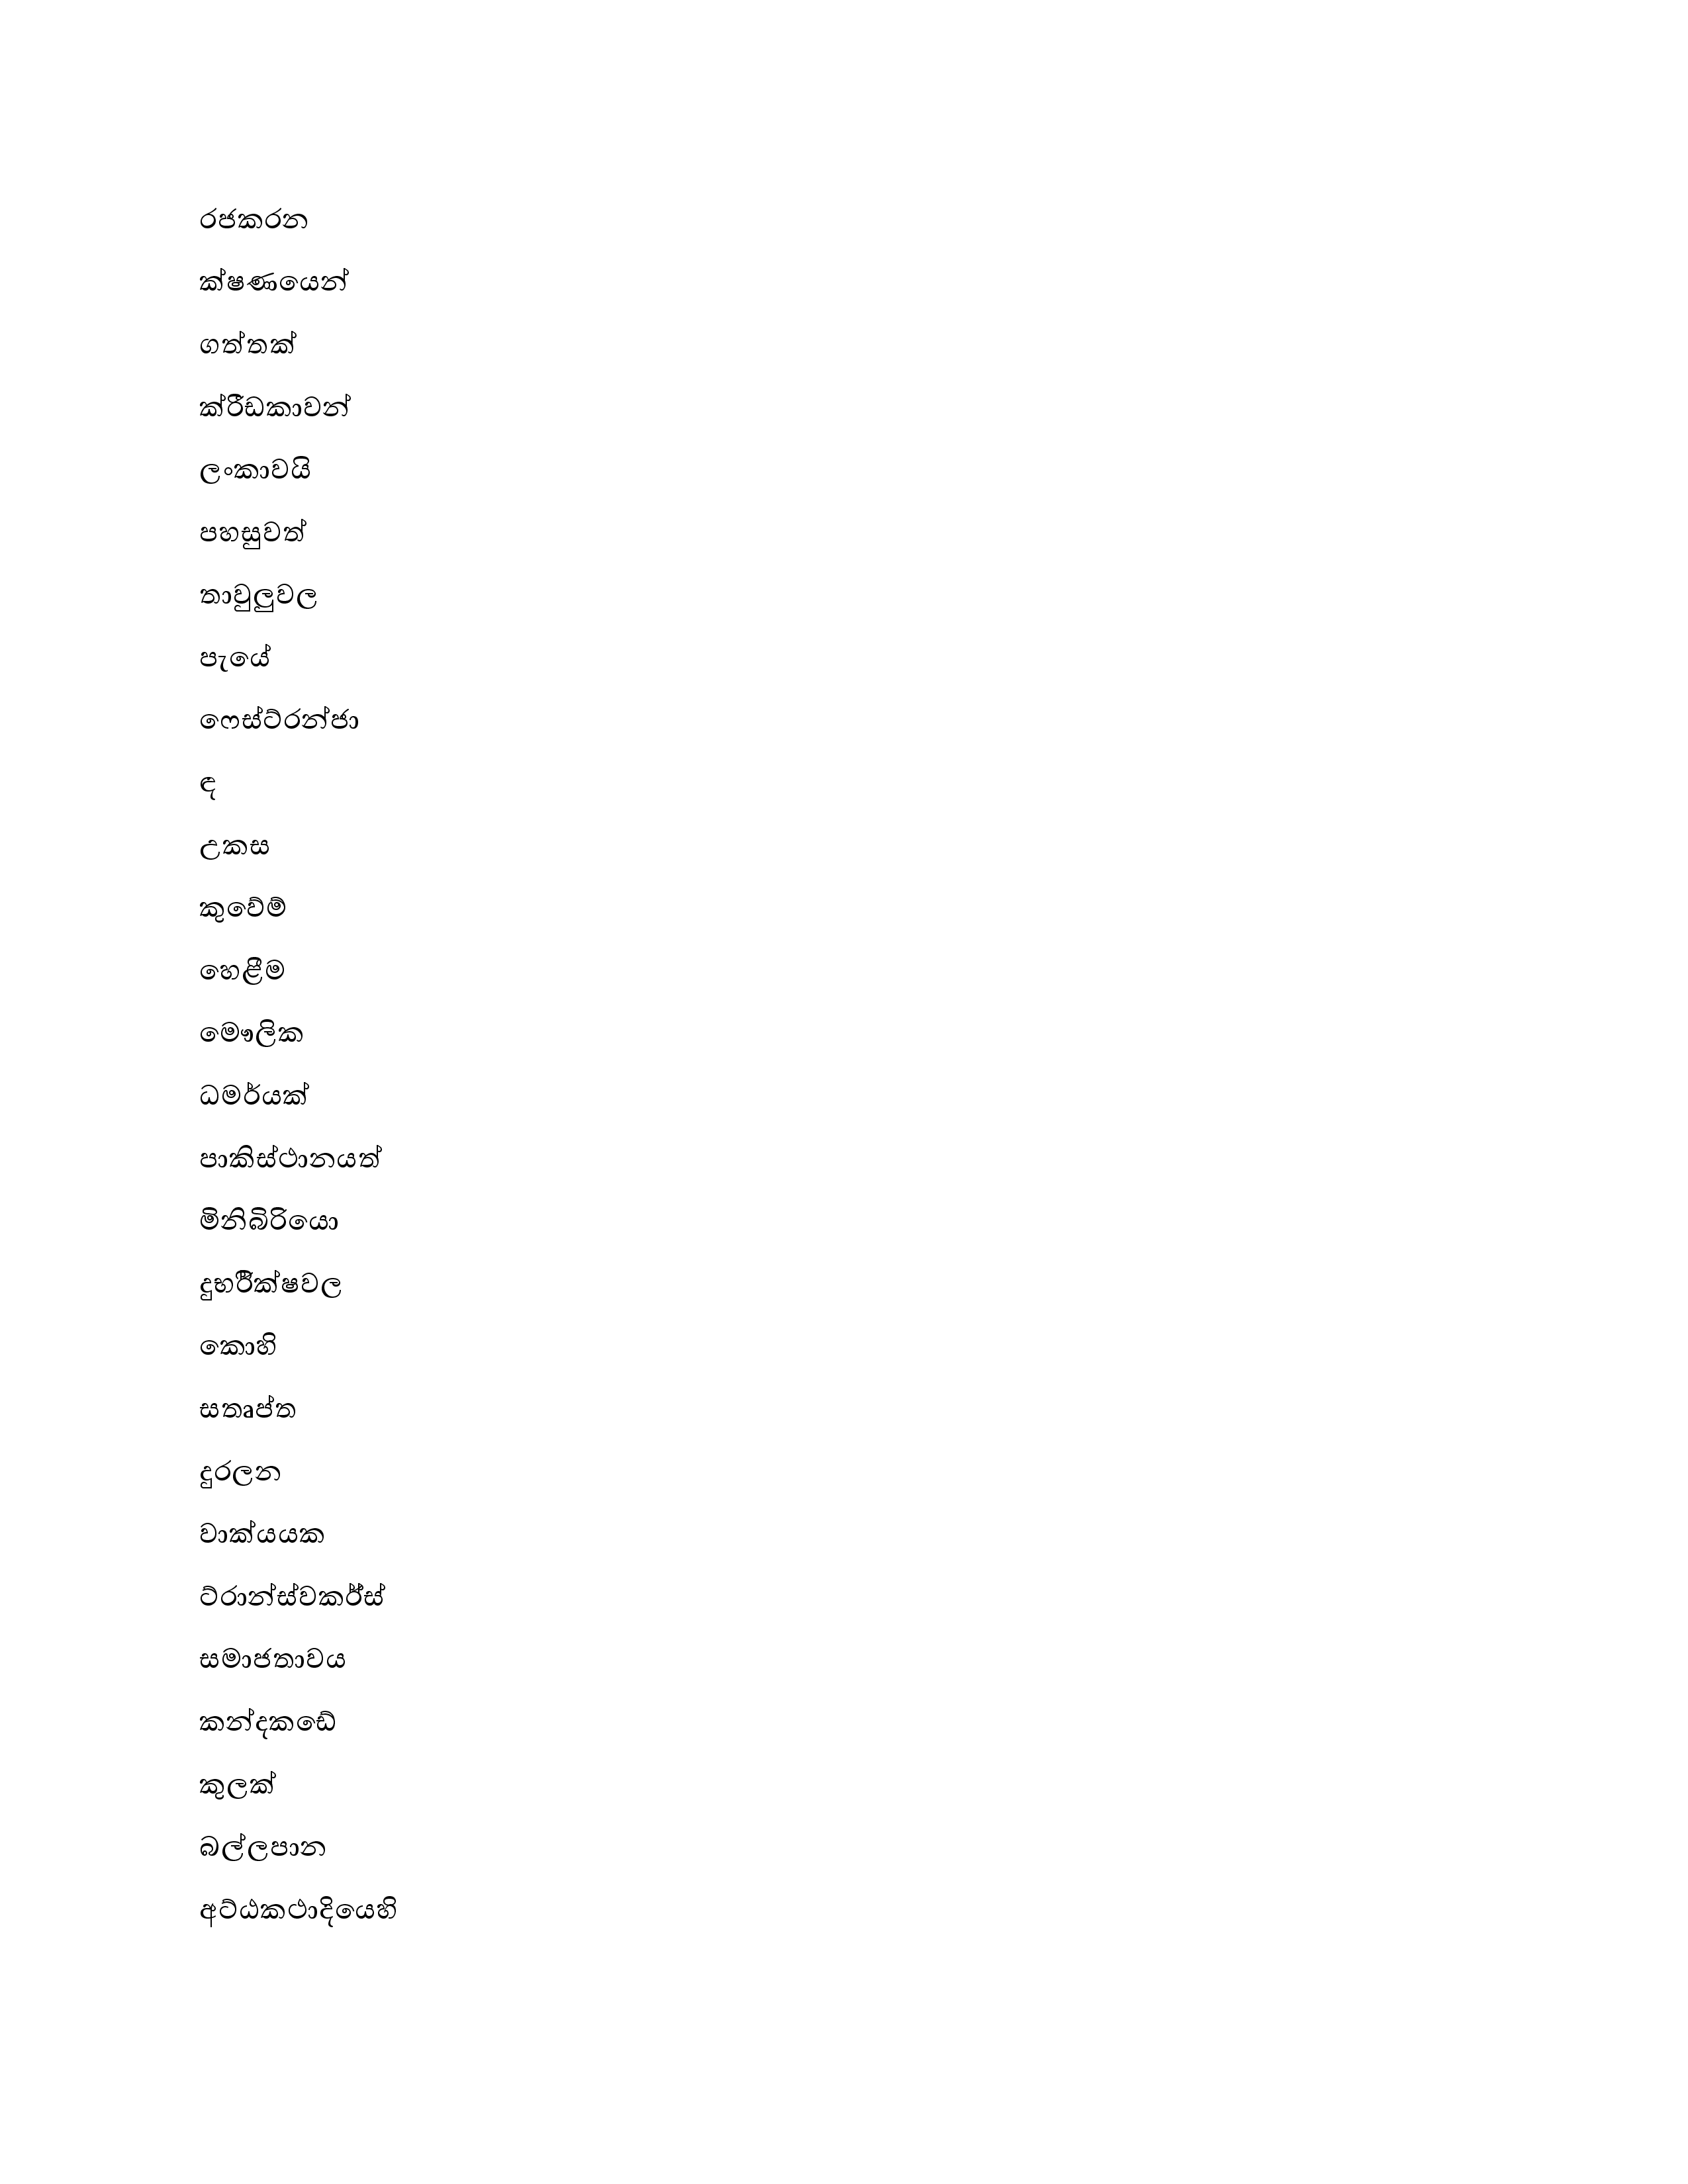 රජකරන
ක්ෂණයෙන්
ගත්තක්
ක්රීඩකාවන්
ලංකාවයි
පහසුවත්
තාවුලුවල
පැයේ
ෆෙස්ට්රන්ජා
ඳ
උකස
කුවේම්
හෙළීම
මෞලික
ධමර්යක්
පාකිස්ථානයත්
මිනිබිරියො
දුභීර්ක්ෂවල
කොහි
සතෘප්ත
දුරලන
වාක්යයක
ට්රාන්ස්වකර්ස්
සමාජතාවය
කන්දකඩේ
කුලක්
බල්ලපාන
අට්ඨකථාදියෙහි